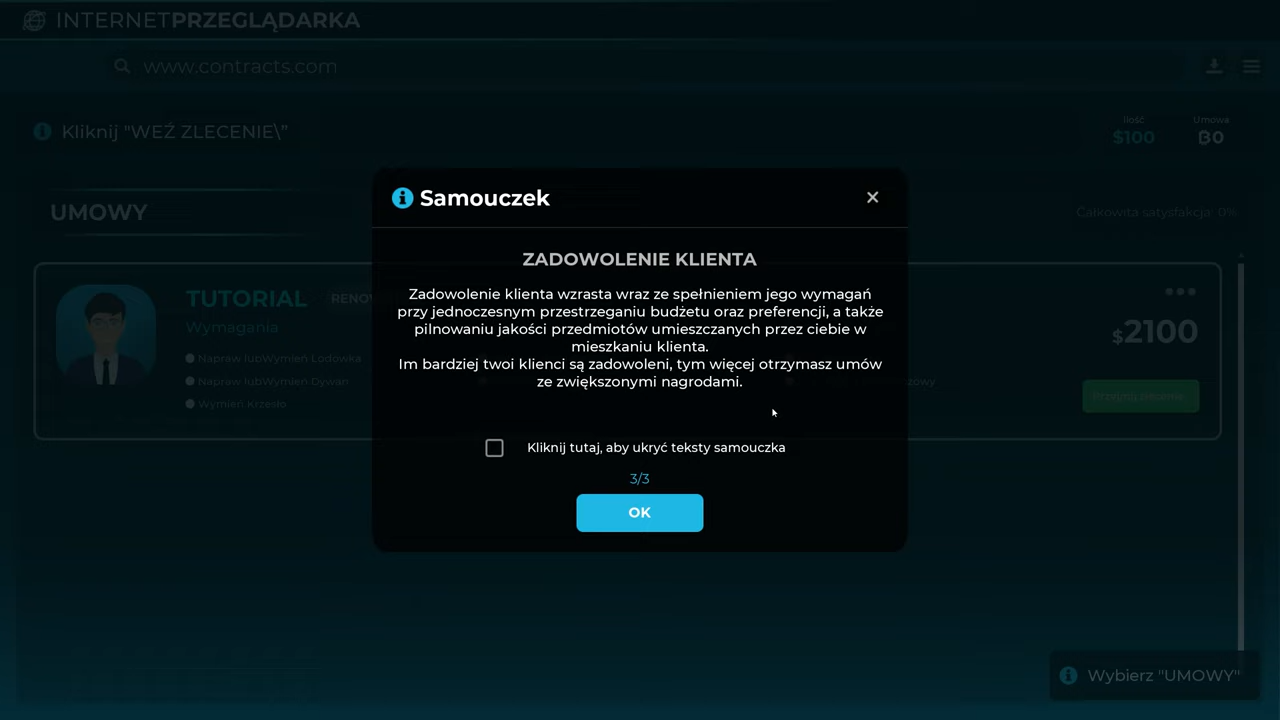 INTERNETPRZEGLĄDARKA
www.contracts.com
Kliknij "WEŹ ZLECENIE\"
Ilość
$100
Umowa
₿0
UMOWY
Całkowita satysfakcja: 0%
Samouczek
ZADOWOLENIE KLIENTA
Zadowolenie klienta wzrasta wraz ze spełnieniem jego wymagań
przy jednoczesnym przestrzeganiu budżetu oraz preferencji, a także
pilnowaniu jakości przedmiotów umieszczanych przez ciebie w
mieszkaniu klienta.
Im bardziej twoi klienci są zadowoleni, tym więcej otrzymasz umów
ze zwiększonymi nagrodami.
Kliknij tutaj, aby ukryć teksty samouczka
3/3
OK
TUTORIAL
Wymagania
Napraw lubWymień Lodówka
Napraw lubWymień Dywan
Wymień Krzesło
$2100
Przyjmij zlecenie
Wybierz "UMOWY"